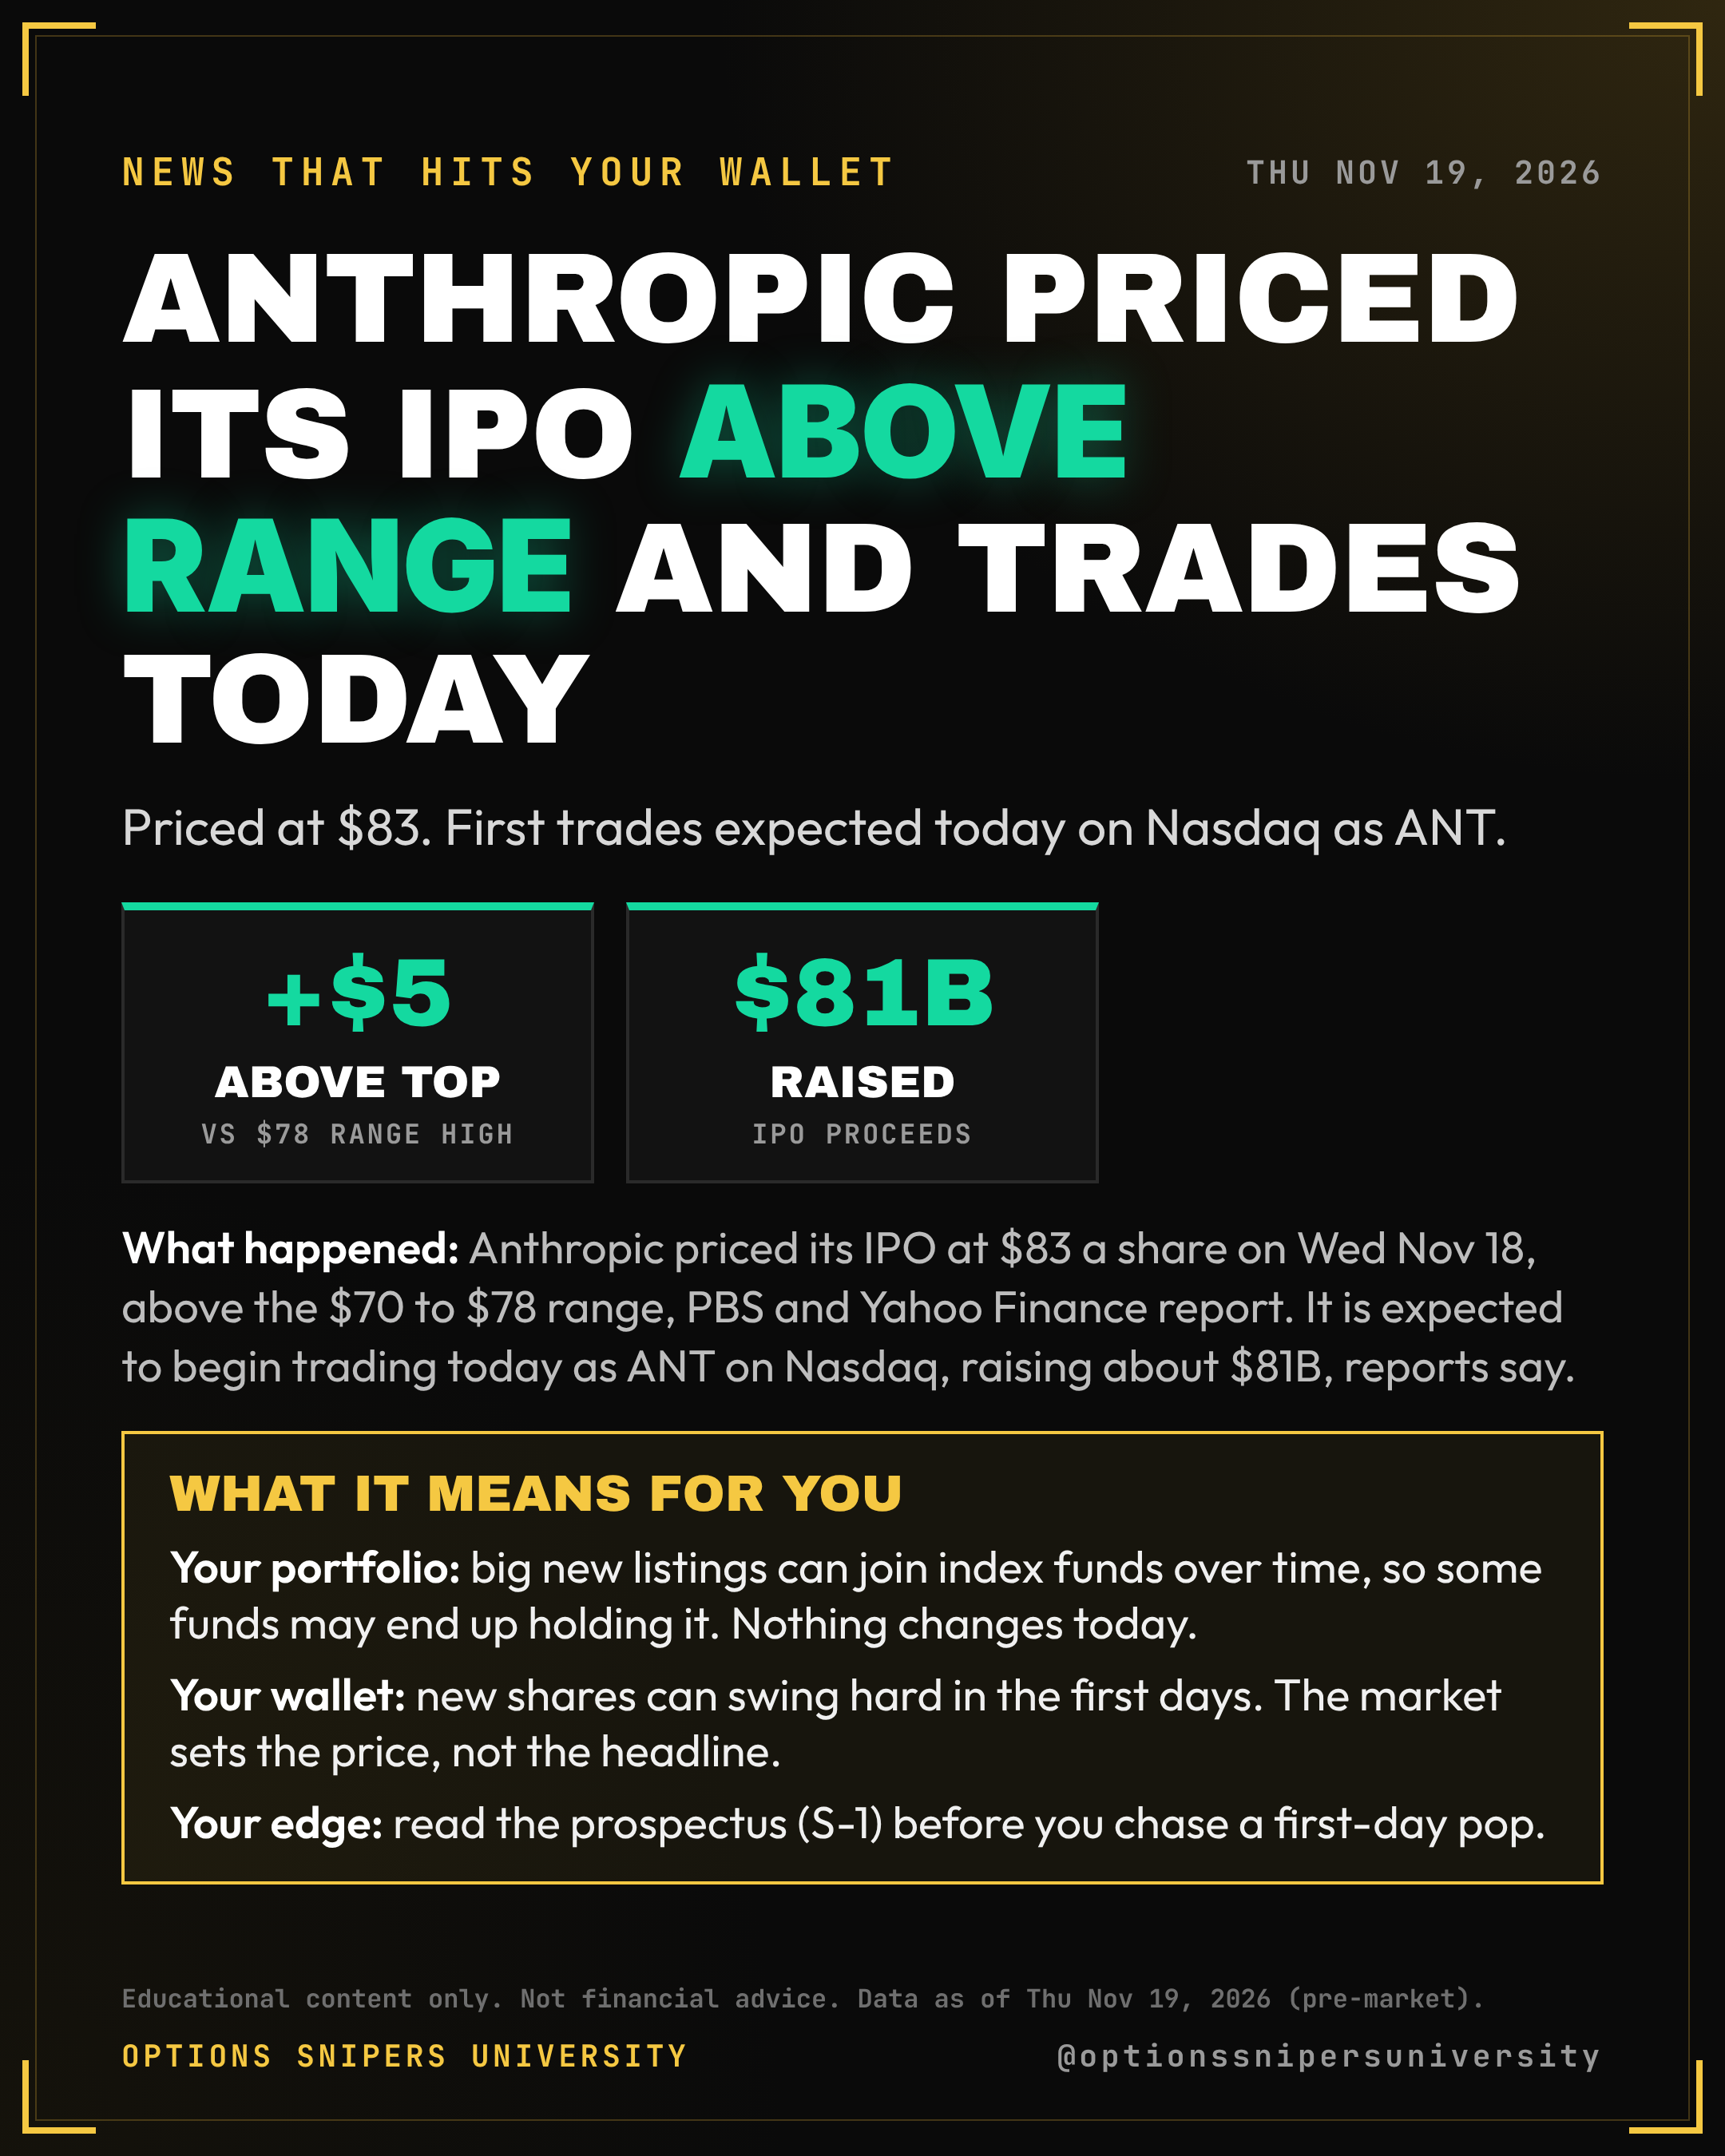 NEWS THAT HITS YOUR WALLET
THU NOV 19, 2026
ANTHROPIC PRICED
ITS IPO ABOVE
RANGE AND TRADES
TODAY
Priced at $83. First trades expected today on Nasdaq as ANT.
+$5
ABOVE TOP
VS $78 RANGE HIGH
$81B
RAISED
IPO PROCEEDS
What happened: Anthropic priced its IPO at $83 a share on Wed Nov 18,
above the $70 to $78 range, PBS and Yahoo Finance report. It is expected
to begin trading today as ANT on Nasdaq, raising about $81B, reports say.
WHAT IT MEANS FOR YOU
Your portfolio: big new listings can join index funds over time, so some
funds may end up holding it. Nothing changes today.
Your wallet: new shares can swing hard in the first days. The market
sets the price, not the headline.
Your edge: read the prospectus (S-1) before you chase a first-day pop.
Educational content only. Not financial advice. Data as of Thu Nov 19, 2026 (pre-market).
OPTIONS SNIPERS UNIVERSITY
@optionssnipersuniversity